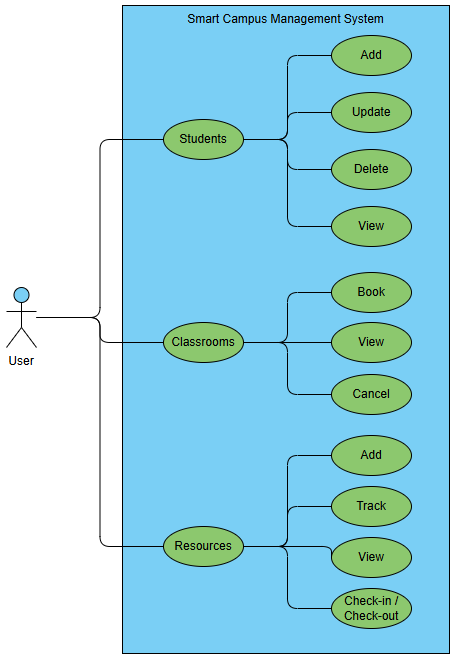 Smart Campus Management System
Add
Update
Students
Delete
View
Book
User
Classrooms
View
Cancel
Add
Track
Resources
View
Check-in /
Check-out